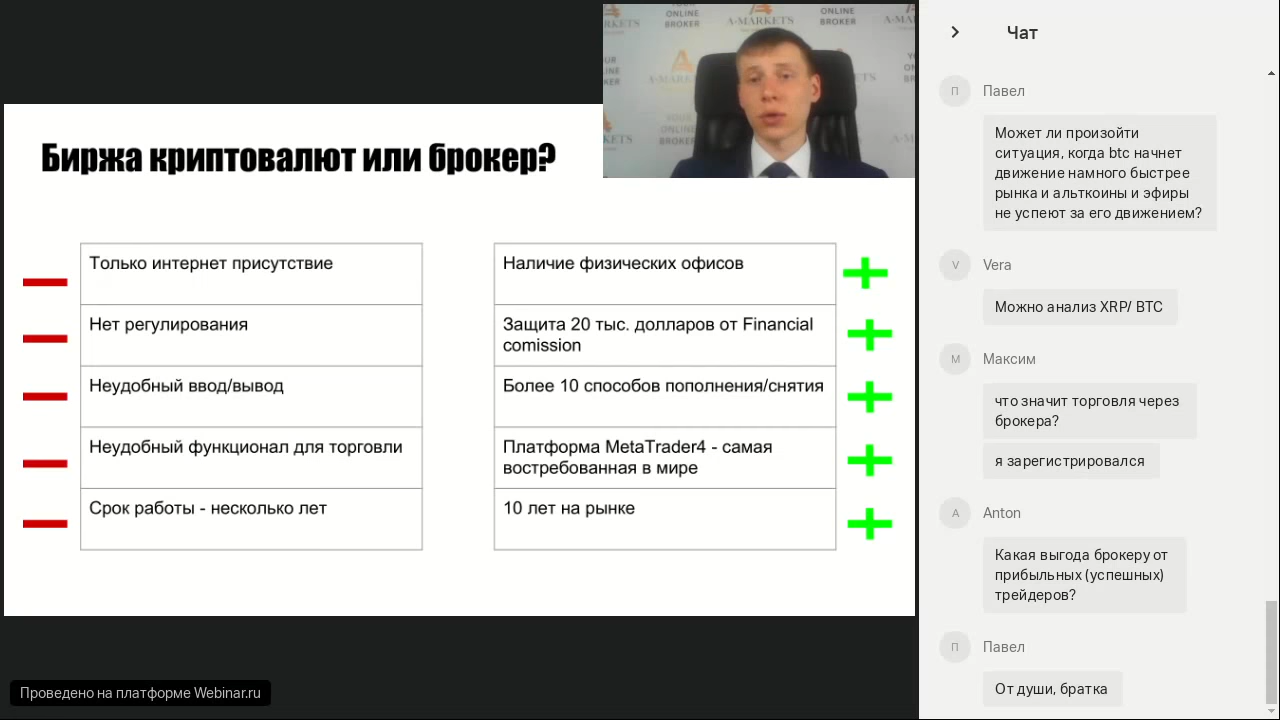 YOUR
ONLINE
BROKER
A-MARKETS
Биржа криптовалют или брокер?
Только интернет присутствие
Нет регулирования
Неудобный ввод/вывод
Неудобный функционал для торговли
Срок работы - несколько лет
Наличие физических офисов
Защита 20 тыс. долларов от Financial
comission
Более 10 способов пополнения/снятия
Платформа MetaTrader4 - самая
востребованная в мире
10 лет на рынке
Проведено на платформе Webinar.ru
Чат
П
Павел
Может ли произойти
ситуация, когда btc начнет
движение намного быстрее
рынка и альткоины и эфиры
не успеют за его движением?
V
Vera
Можно анализ XRP/ BTC
М
Максим
что значит торговля через
брокера?
я зарегистрировался
A
Anton
Какая выгода брокеру от
прибыльных (успешных)
трейдеров?
П
Павел
От души, братка